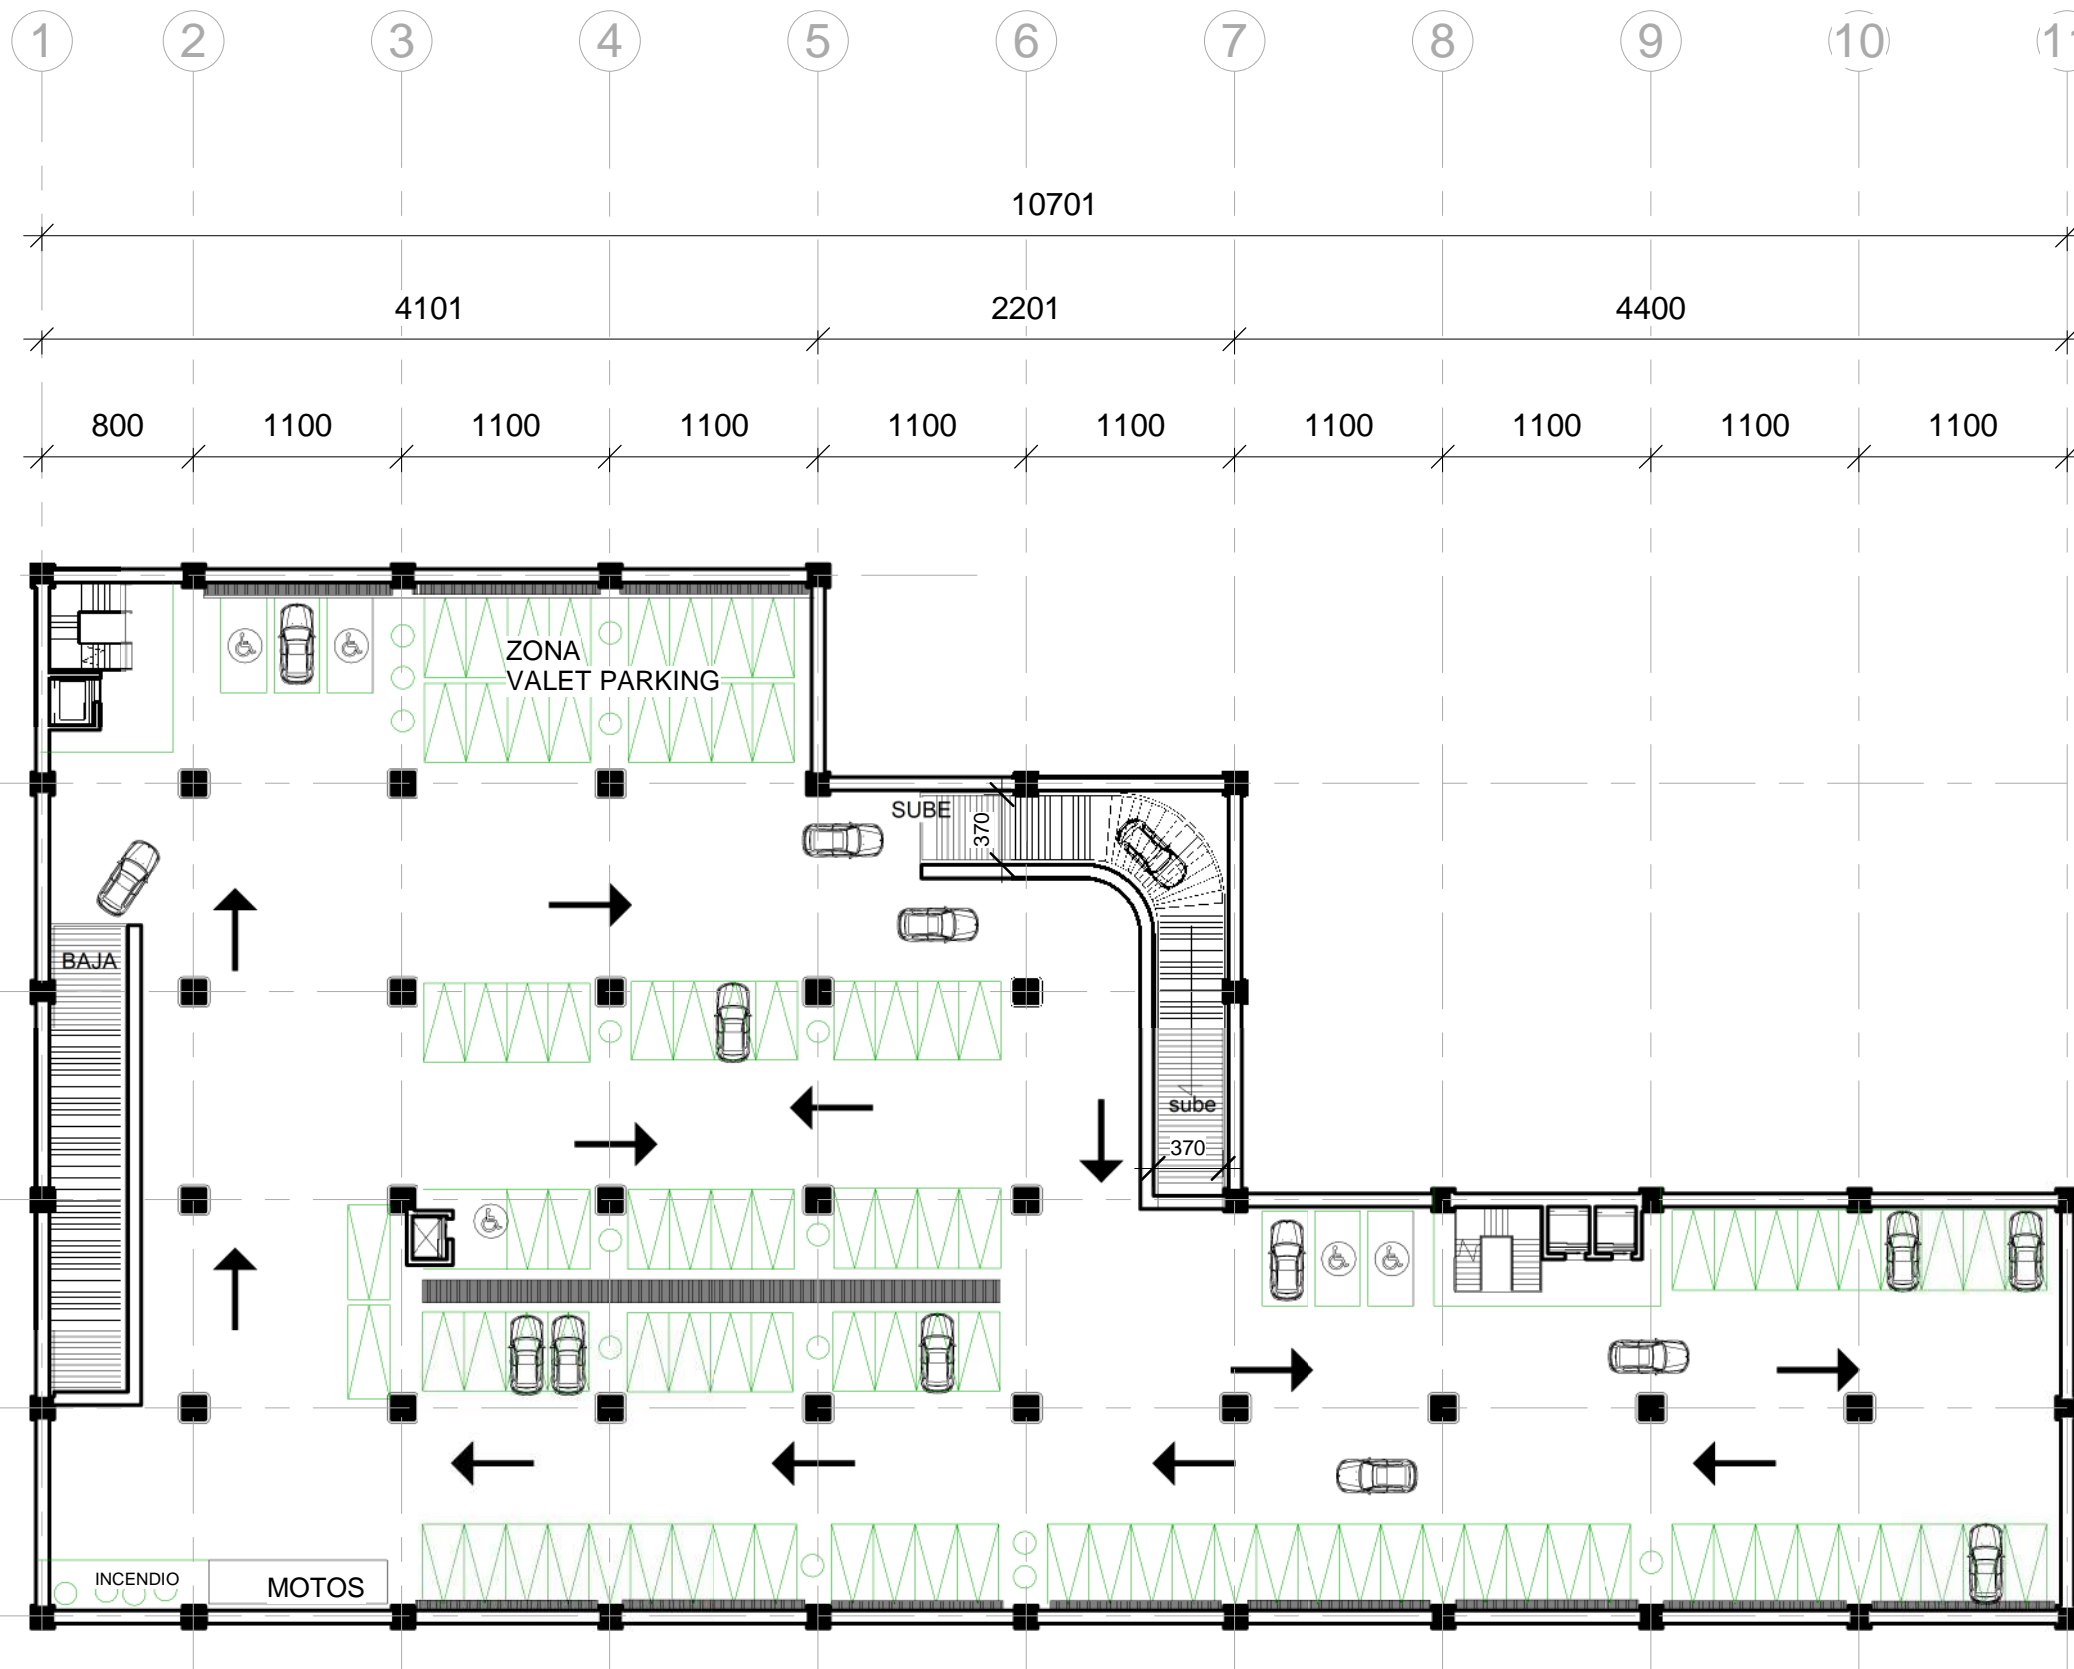 1 2 3 4 5 6 7 8 9 10 11
10701
4101 2201 4400
800 1100 1100 1100 1100 1100 1100 1100 1100 1100
ZONA
VALET PARKING
SUBE
370
BAJA
sube
370
INCENDIO
MOTOS